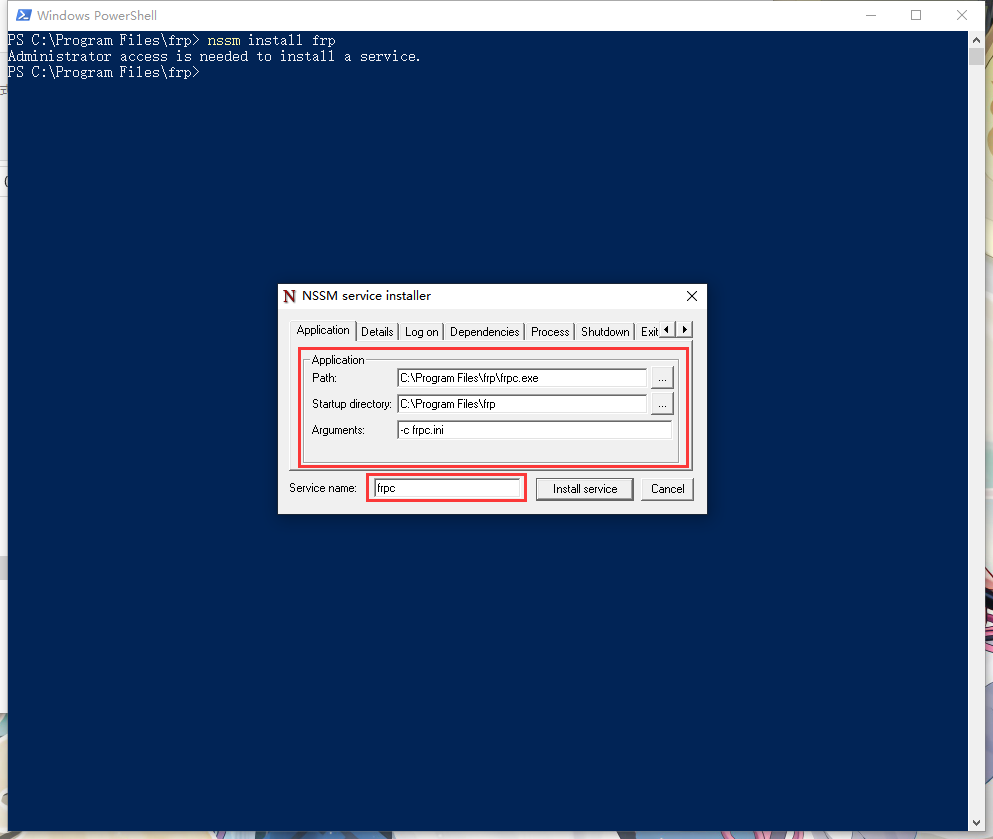 Windows PowerShell
PS C:\Program Files\frp> nssm install frp
Administrator access is needed to install a service.
PS C:\Program Files\frp>
NSSM service installer
Application Details Log on Dependencies Process Shutdown Exit
Application
Path: C:\Program Files\frp\frpc.exe ...
Startup directory: C:\Program Files\frp ...
Arguments: -c frpc.ini
Service name: frpc Install service Cancel